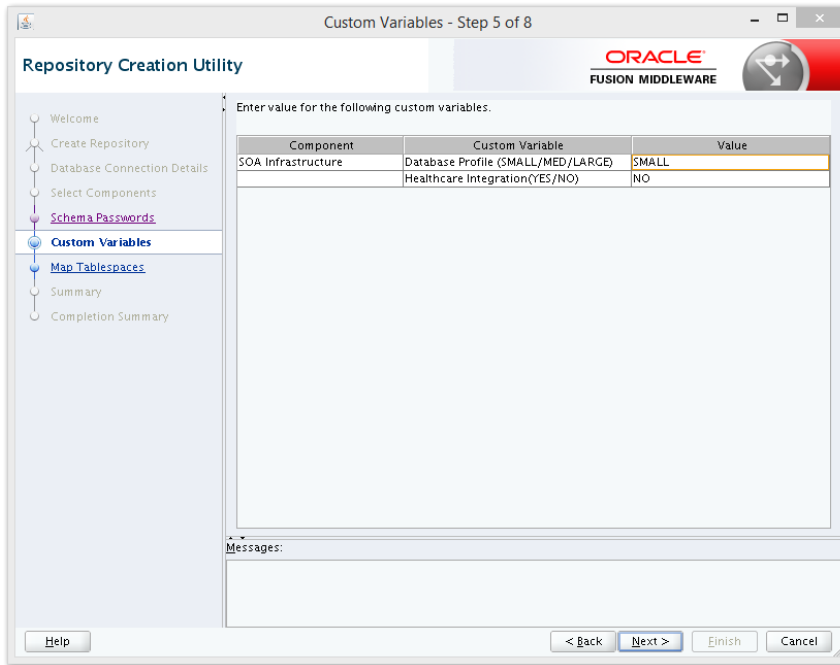 Custom Variables - Step 5 of 8
Repository Creation Utility
ORACLE
FUSION MIDDLEWARE
Welcome
Create Repository
Database Connection Details
Select Components
Schema Passwords
Custom Variables
Map Tablespaces
Summary
Completion Summary
Enter value for the following custom variables.
Component Custom Variable Value
SOA Infrastructure Database Profile (SMALL/MED/LARGE) SMALL
Healthcare Integration(YES/NO) NO
Messages:
Help < Back Next > Finish Cancel